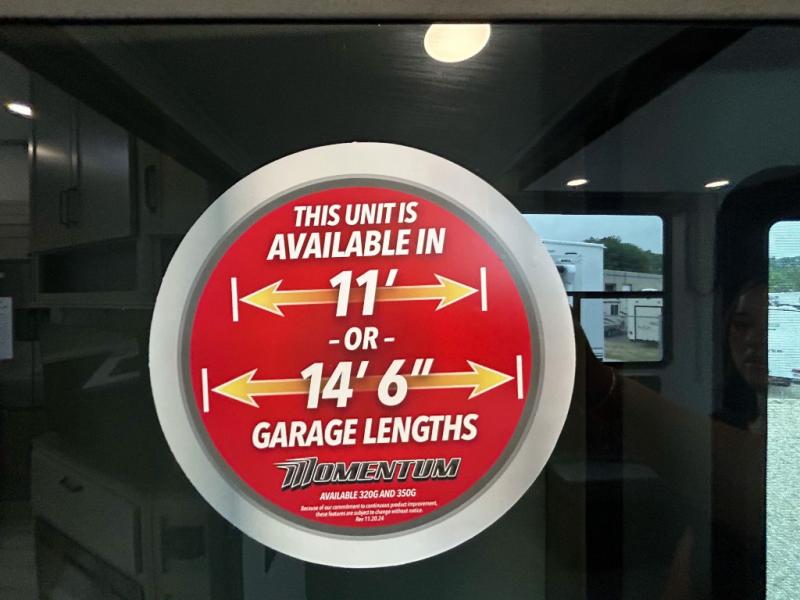 THIS UNIT IS
AVAILABLE IN
11'
- OR -
14' 6"
GARAGE LENGTHS
MOMENTUM
AVAILABLE 320G AND 350G
Because of our commitment to continuous product improvement,
these features are subject to change without notice.
Rev 11.20.24